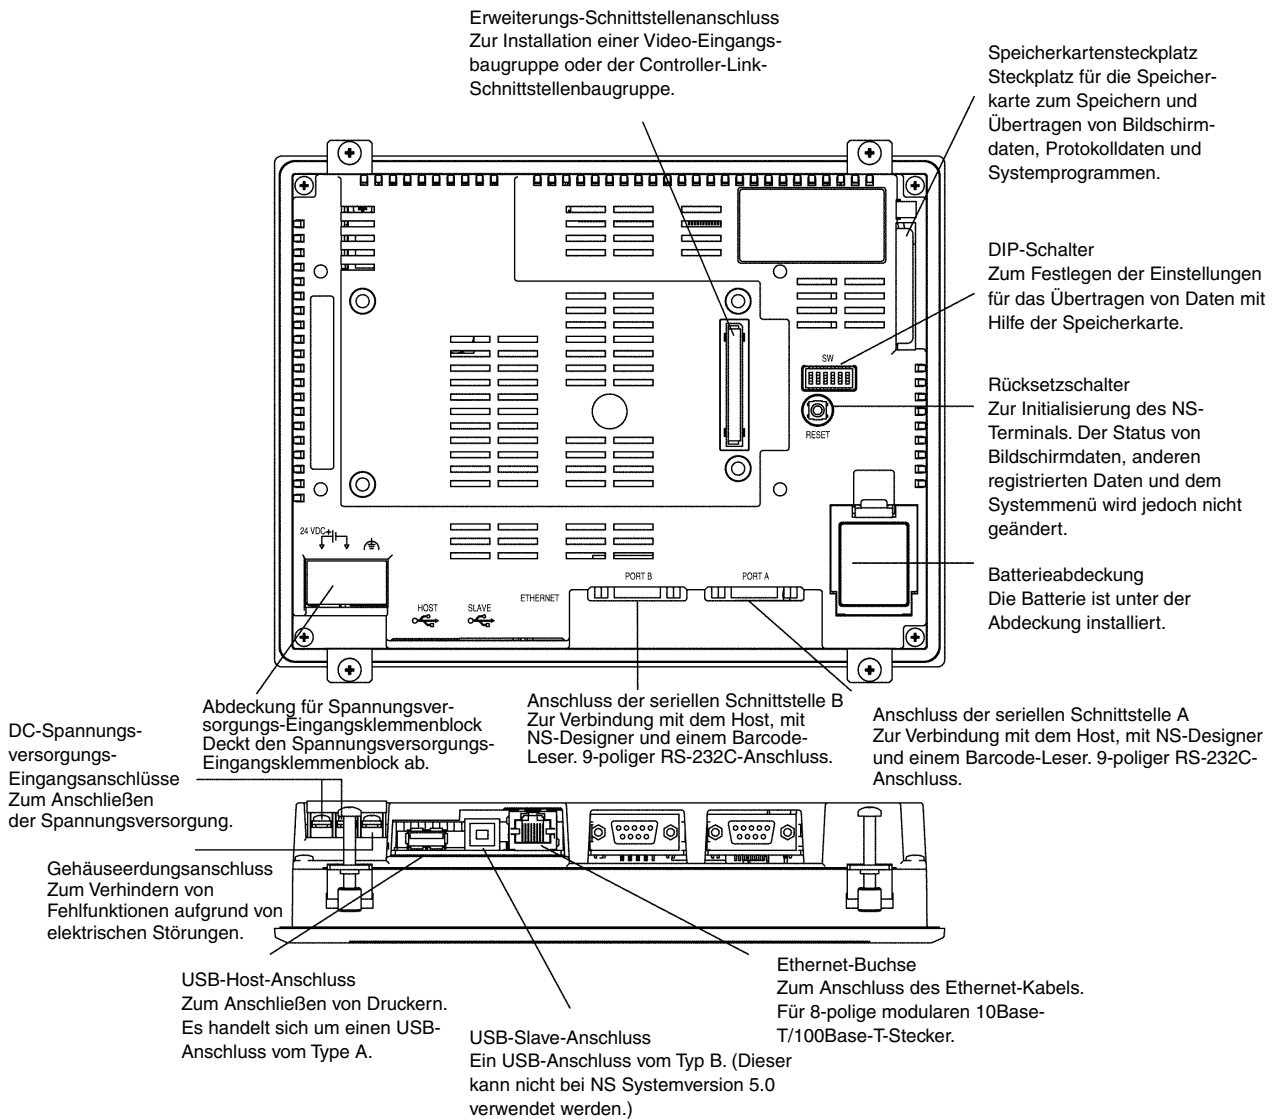 Erweiterungs-Schnittstellenanschluss
Zur Installation einer Video-Eingangs-
baugruppe oder der Controller-Link-
Schnittstellenbaugruppe.
Speicherkartensteckplatz
Steckplatz für die Speicher-
karte zum Speichern und
Übertragen von Bildschirm-
daten, Protokolldaten und
Systemprogrammen.
DIP-Schalter
Zum Festlegen der Einstellungen
für das Übertragen von Daten mit
Hilfe der Speicherkarte.
SW
RESET
Rücksetzschalter
Zur Initialisierung des NS-
Terminals. Der Status von
Bildschirmdaten, anderen
registrierten Daten und dem
Systemmenü wird jedoch nicht
geändert.
24 VDC+
HOST
SLAVE
ETHERNET
PORT B
PORT A
Batterieabdeckung
Die Batterie ist unter der
Abdeckung installiert.
Abdeckung für Spannungsver-
sorgungs-Eingangsklemmenblock
Deckt den Spannungsversorgungs-
Eingangsklemmenblock ab.
Anschluss der seriellen Schnittstelle B
Zur Verbindung mit dem Host, mit
NS-Designer und einem Barcode-
Leser. 9-poliger RS-232C-Anschluss.
Anschluss der seriellen Schnittstelle A
Zur Verbindung mit dem Host, mit NS-Designer
und einem Barcode-Leser. 9-poliger RS-232C-
Anschluss.
DC-Spannungs-
versorgungs-
Eingangsanschlüsse
Zum Anschließen
der Spannungsversorgung.
Gehäuseerdungsanschluss
Zum Verhindern von
Fehlfunktionen aufgrund von
elektrischen Störungen.
USB-Host-Anschluss
Zum Anschließen von Druckern.
Es handelt sich um einen USB-
Anschluss vom Type A.
USB-Slave-Anschluss
Ein USB-Anschluss vom Typ B. (Dieser
kann nicht bei NS Systemversion 5.0
verwendet werden.)
Ethernet-Buchse
Zum Anschluss des Ethernet-Kabels.
Für 8-polige modularen 10Base-
T/100Base-T-Stecker.